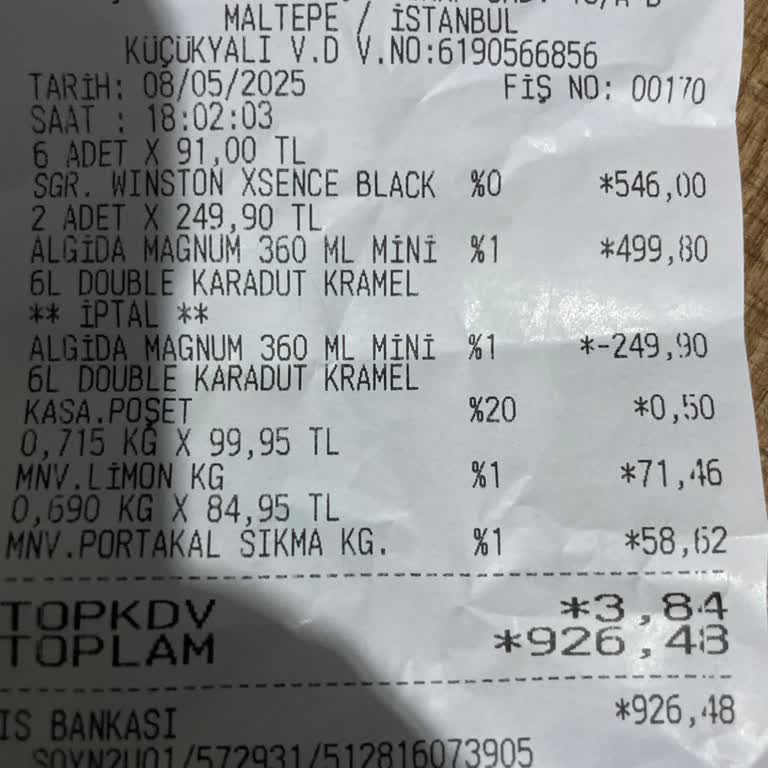 MALTEPE / İSTANBUL
KÜÇÜKYALI V.D V.NO:6190566856
TARİH: 08/05/2025 FİŞ NO: 00170
SAAT : 18:02:03
6 ADET X 91,00 TL
SGR. WINSTON XSENCE BLACK %0 *546,00
2 ADET X 249,90 TL
ALGİDA MAGNUM 360 ML MİNİ %1 *499,80
6L DOUBLE KARADUT KRAMEL
** İPTAL **
ALGİDA MAGNUM 360 ML MİNİ %1 *-249,90
6L DOUBLE KARADUT KRAMEL
KASA.POŞET %20 *0,50
0,715 KG X 99,95 TL
MNV.LİMON KG %1 *71,46
0,690 KG X 84,95 TL
MNV.PORTAKAL SIKMA KG. %1 *58,62
TOPKDV *3,84
TOPLAM *926,48
IS BANKASI *926,48
SOYN2U01/572931/512816073905